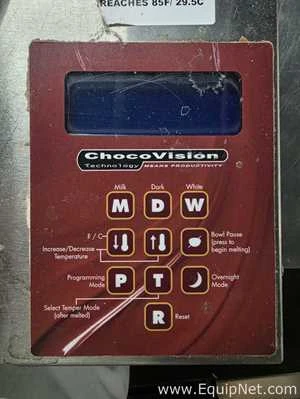 REACHES 85F/ 29.5C
ChocoVision
Technology MEANS PRODUCTIVITY
Milk Dark White
M D W
F / C
Increase/Decrease
Temperature
Bowl Pause
(press to
begin melting)
Programming
Mode
P T
Overnight
Mode
Select Temper Mode
(after melted)
R Reset
www.EquipNet.com